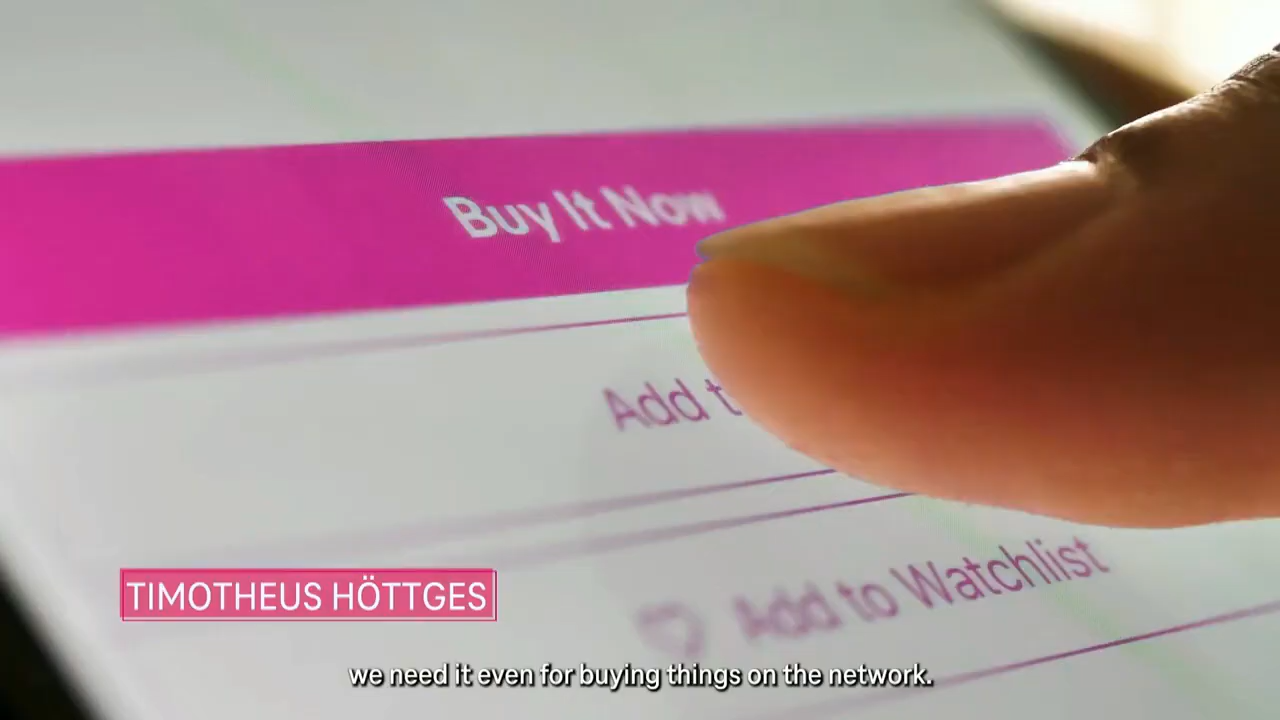 Buy It Now
Add t
Add to Watchlist
TIMOTHEUS HÖTTGES
we need it even for buying things on the network.